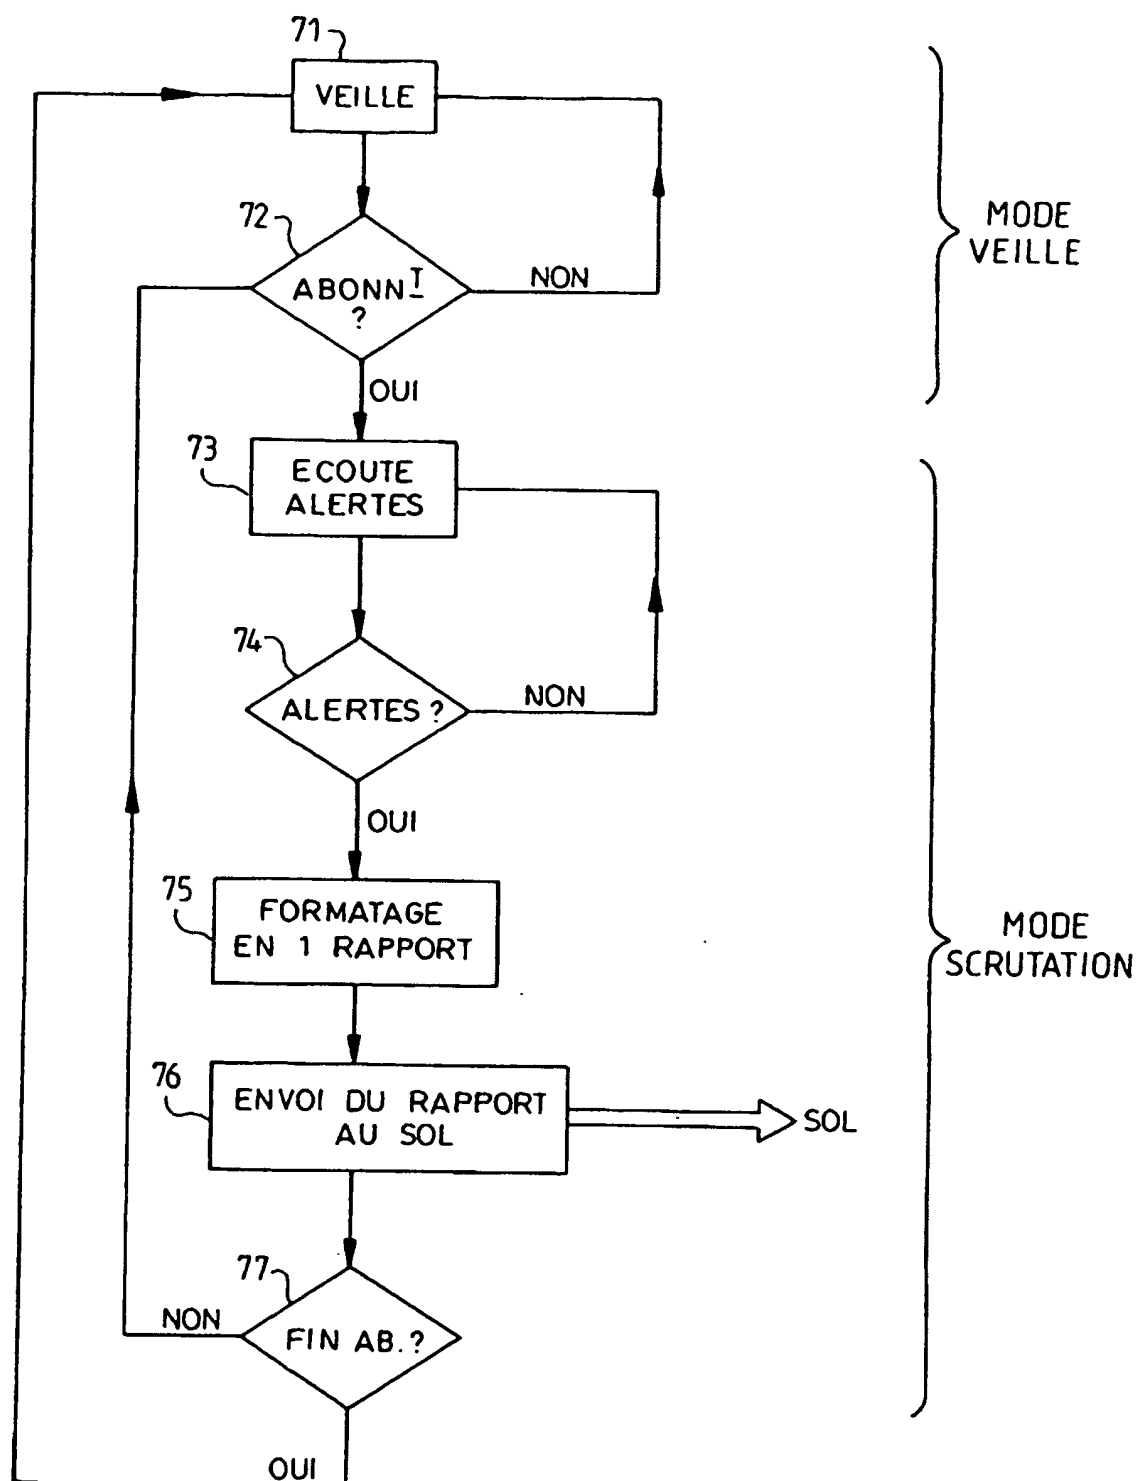 71
VEILLE
72
ABONNT
?
NON
OUI
MODE
VEILLE
73
ECOUTE
ALERTES
74
ALERTES ?
NON
OUI
75
FORMATAGE
EN 1 RAPPORT
MODE
SCRUTATION
76
ENVOI DU RAPPORT
AU SOL
SOL
77
NON
FIN AB. ?
OUI